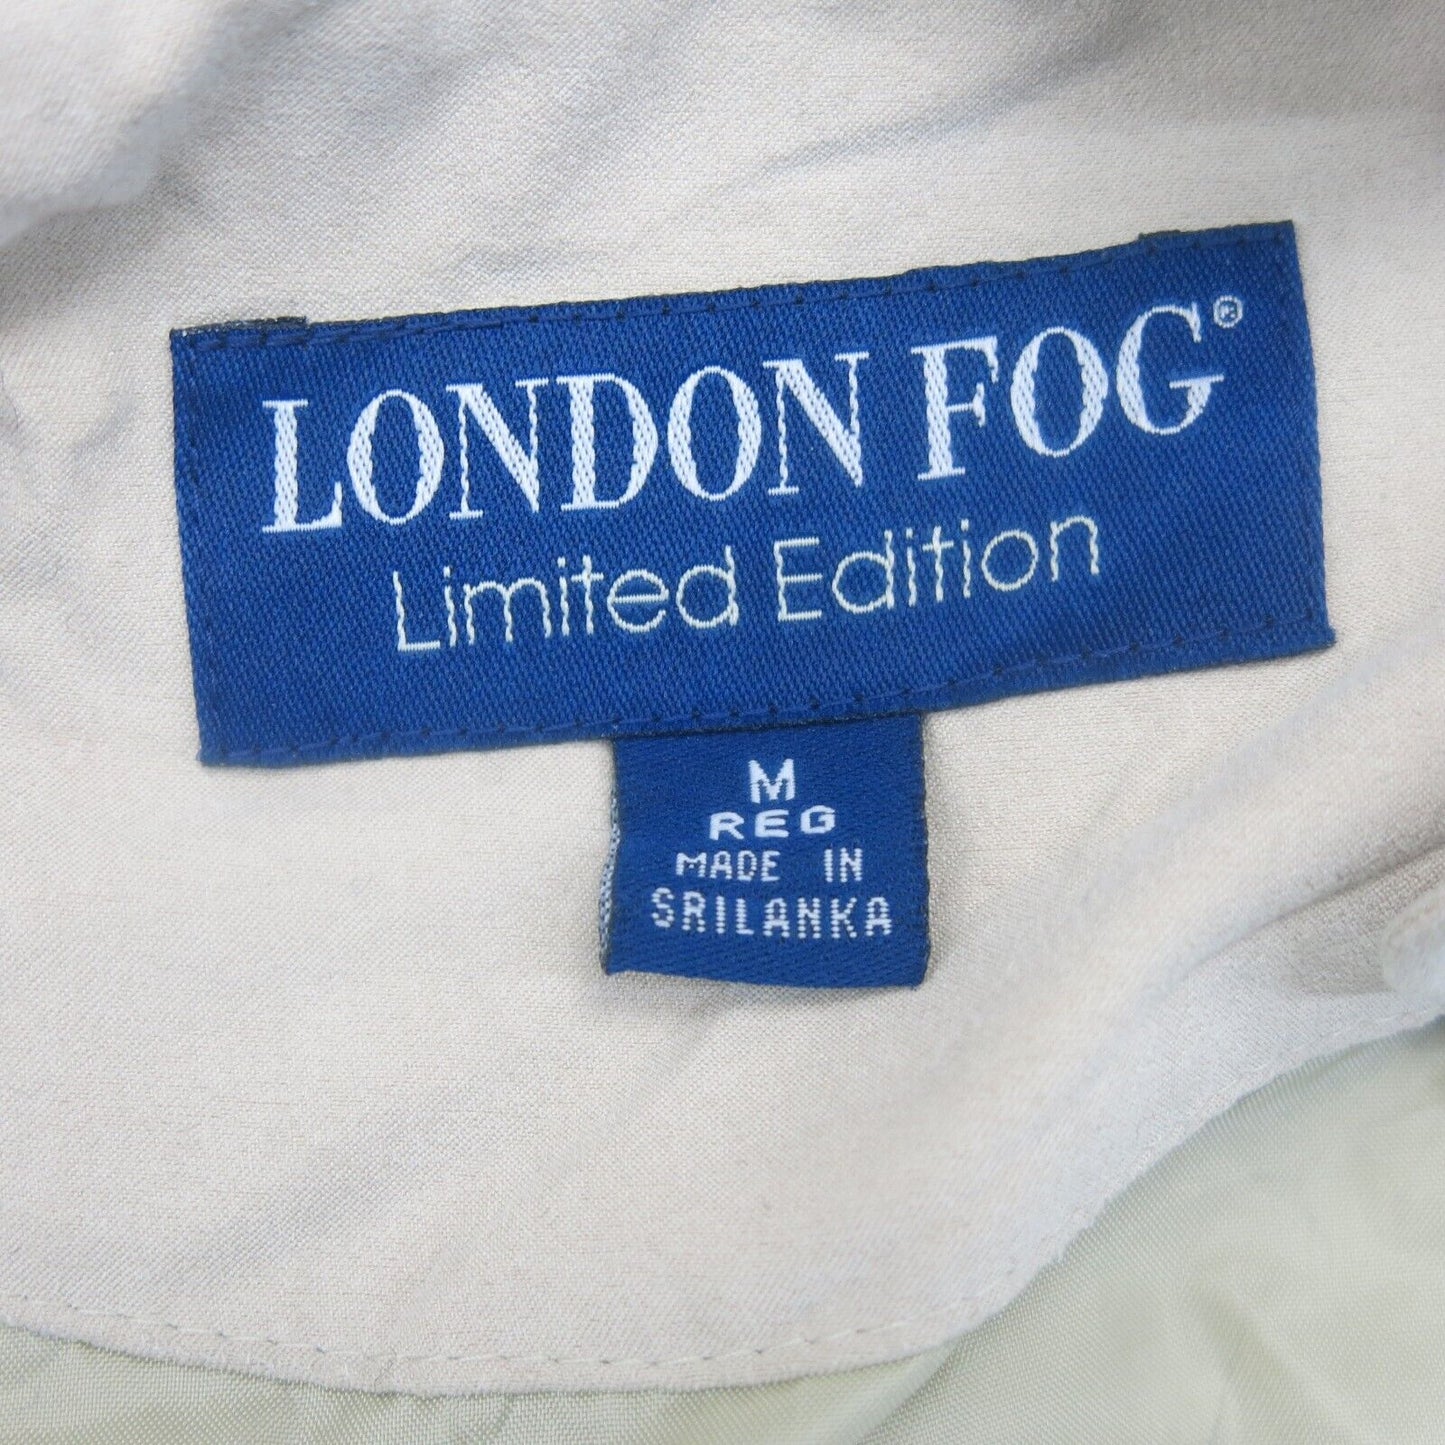 LONDON FOG®
Limited Edition
M
REG
MADE IN
SRILANKA